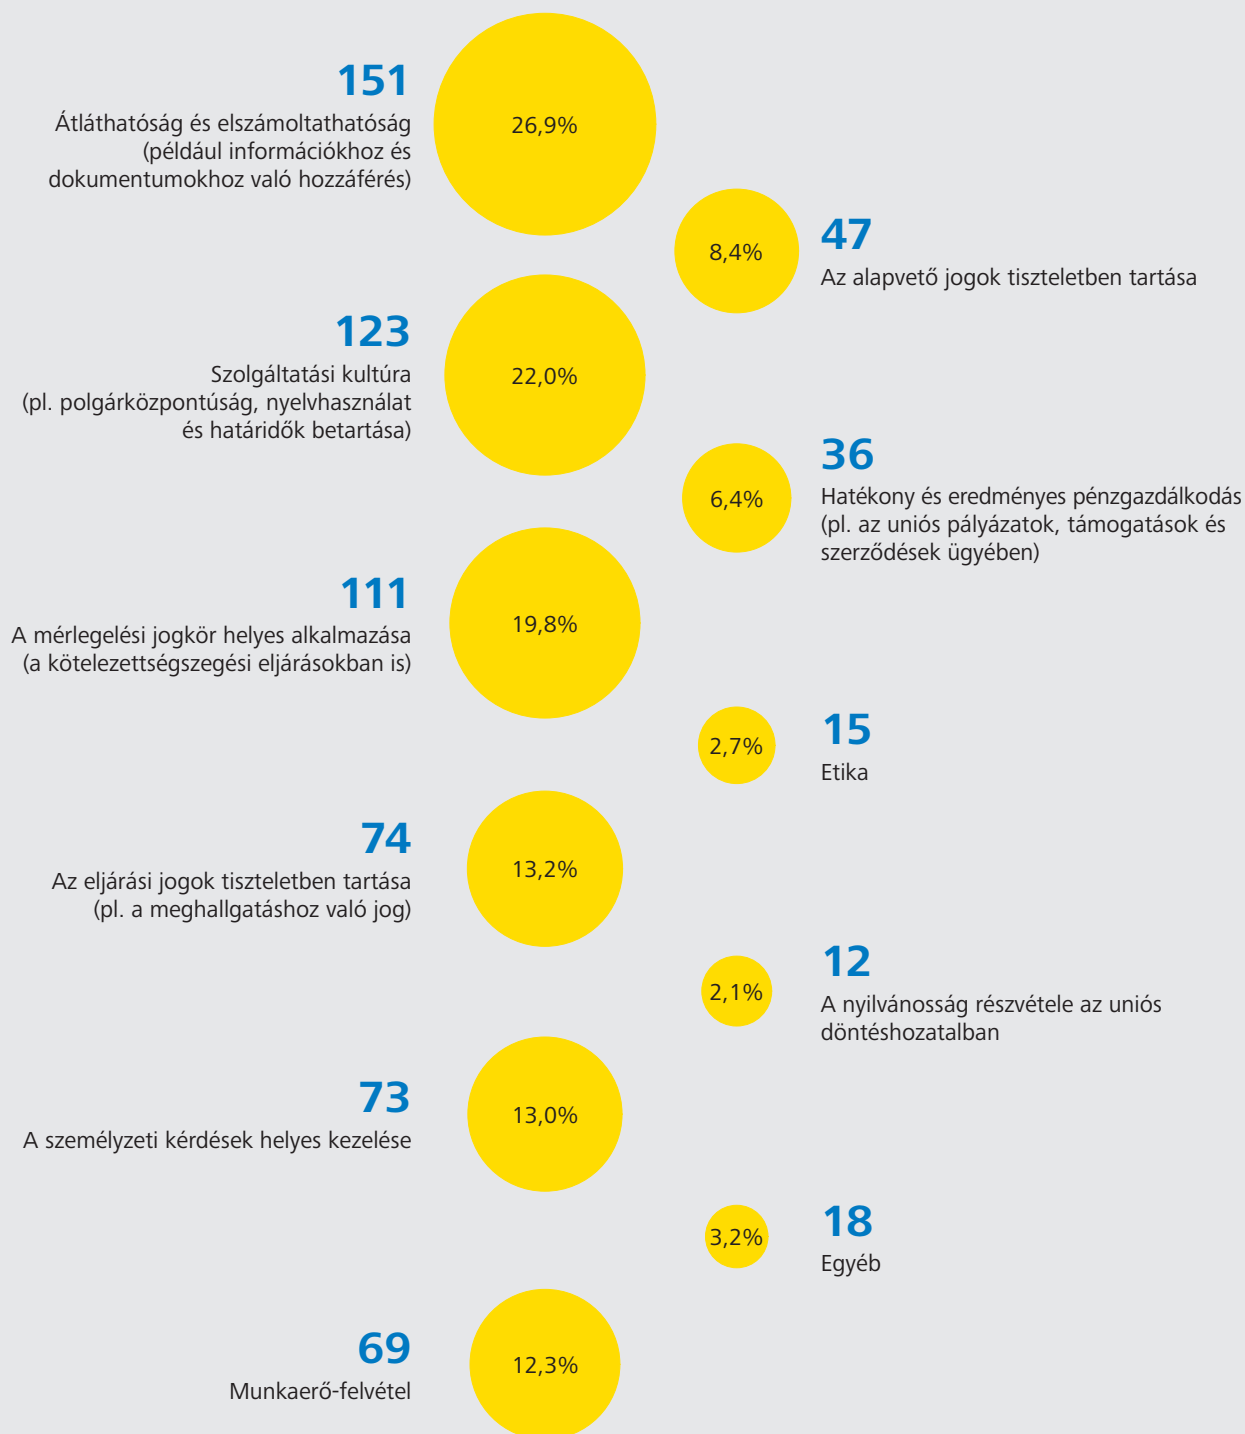 151
Átláthatóság és elszámoltathatóság
(például információkhoz és
dokumentumokhoz való hozzáférés)
26,9%
8,4%
47
Az alapvető jogok tiszteletben tartása
123
Szolgáltatási kultúra
(pl. polgárközpontúság, nyelvhasználat
és határidők betartása)
22,0%
6,4%
36
Hatékony és eredményes pénzgazdálkodás
(pl. az uniós pályázatok, támogatások és
szerződések ügyében)
111
A mérlegelési jogkör helyes alkalmazása
(a kötelezettségszegési eljárásokban is)
19,8%
2,7%
15
Etika
74
Az eljárási jogok tiszteletben tartása
(pl. a meghallgatáshoz való jog)
13,2%
2,1%
12
A nyilvánosság részvétele az uniós
döntéshozatalban
73
A személyzeti kérdések helyes kezelése
13,0%
3,2%
18
Egyéb
69
Munkaerő-felvétel
12,3%